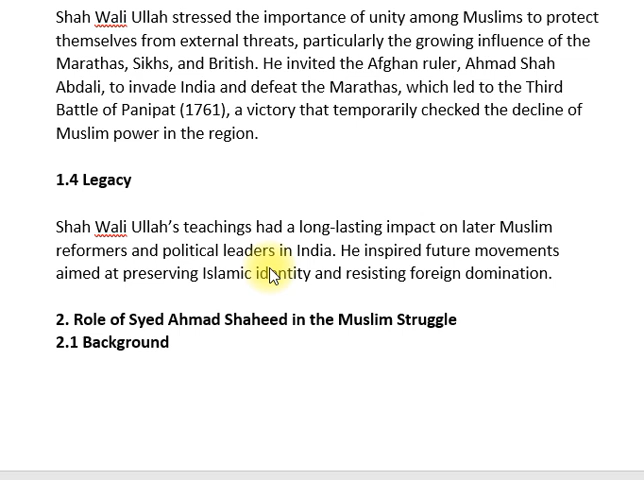 Shah Wali Ullah stressed the importance of unity among Muslims to protect
themselves from external threats, particularly the growing influence of the
Marathas, Sikhs, and British. He invited the Afghan ruler, Ahmad Shah
Abdali, to invade India and defeat the Marathas, which led to the Third
Battle of Panipat (1761), a victory that temporarily checked the decline of
Muslim power in the region.
1.4 Legacy
Shah Wali Ullah's teachings had a long-lasting impact on later Muslim
reformers and political leaders in India. He inspired future movements
aimed at preserving Islamic identity and resisting foreign domination.
2. Role of Syed Ahmad Shaheed in the Muslim Struggle
2.1 Background